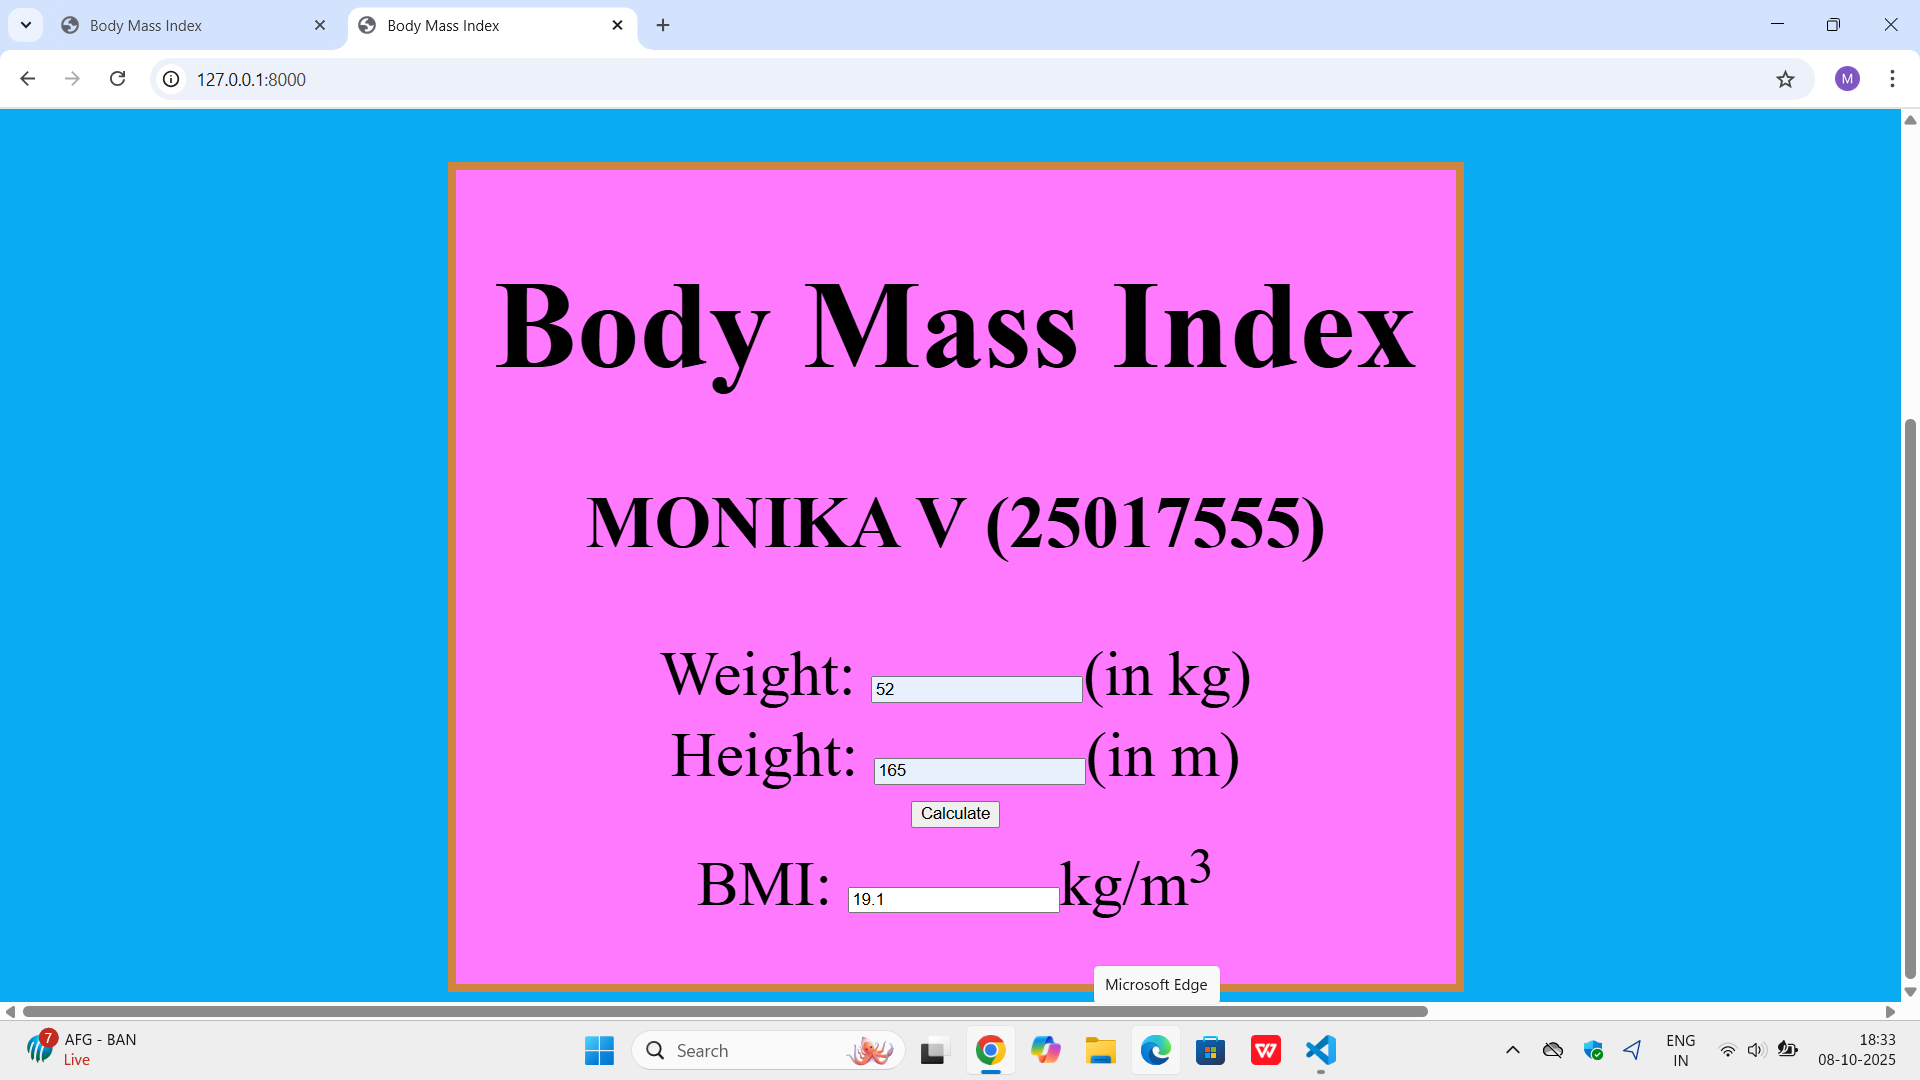 Body Mass Index
Body Mass Index
127.0.0.1:8000
M
Body Mass Index
MONIKA V (25017555)
Weight: 52 (in kg)
Height: 165 (in m)
Calculate
BMI: 19.1 kg/m³
Microsoft Edge
7
AFG - BAN
Live
Search
W
ENG
IN
18:33
08-10-2025